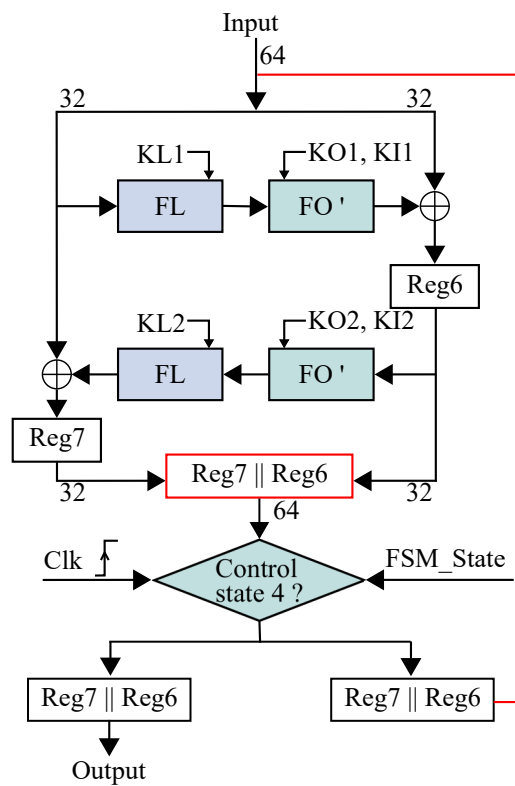 Input
64
32
32
KL1
KO1, KI1
FL
FO '
Reg6
KL2
KO2, KI2
FL
FO '
Reg7
Reg7 || Reg6
32
32
64
Clk
Control
state 4 ?
FSM_State
Reg7 || Reg6
Reg7 || Reg6
Output